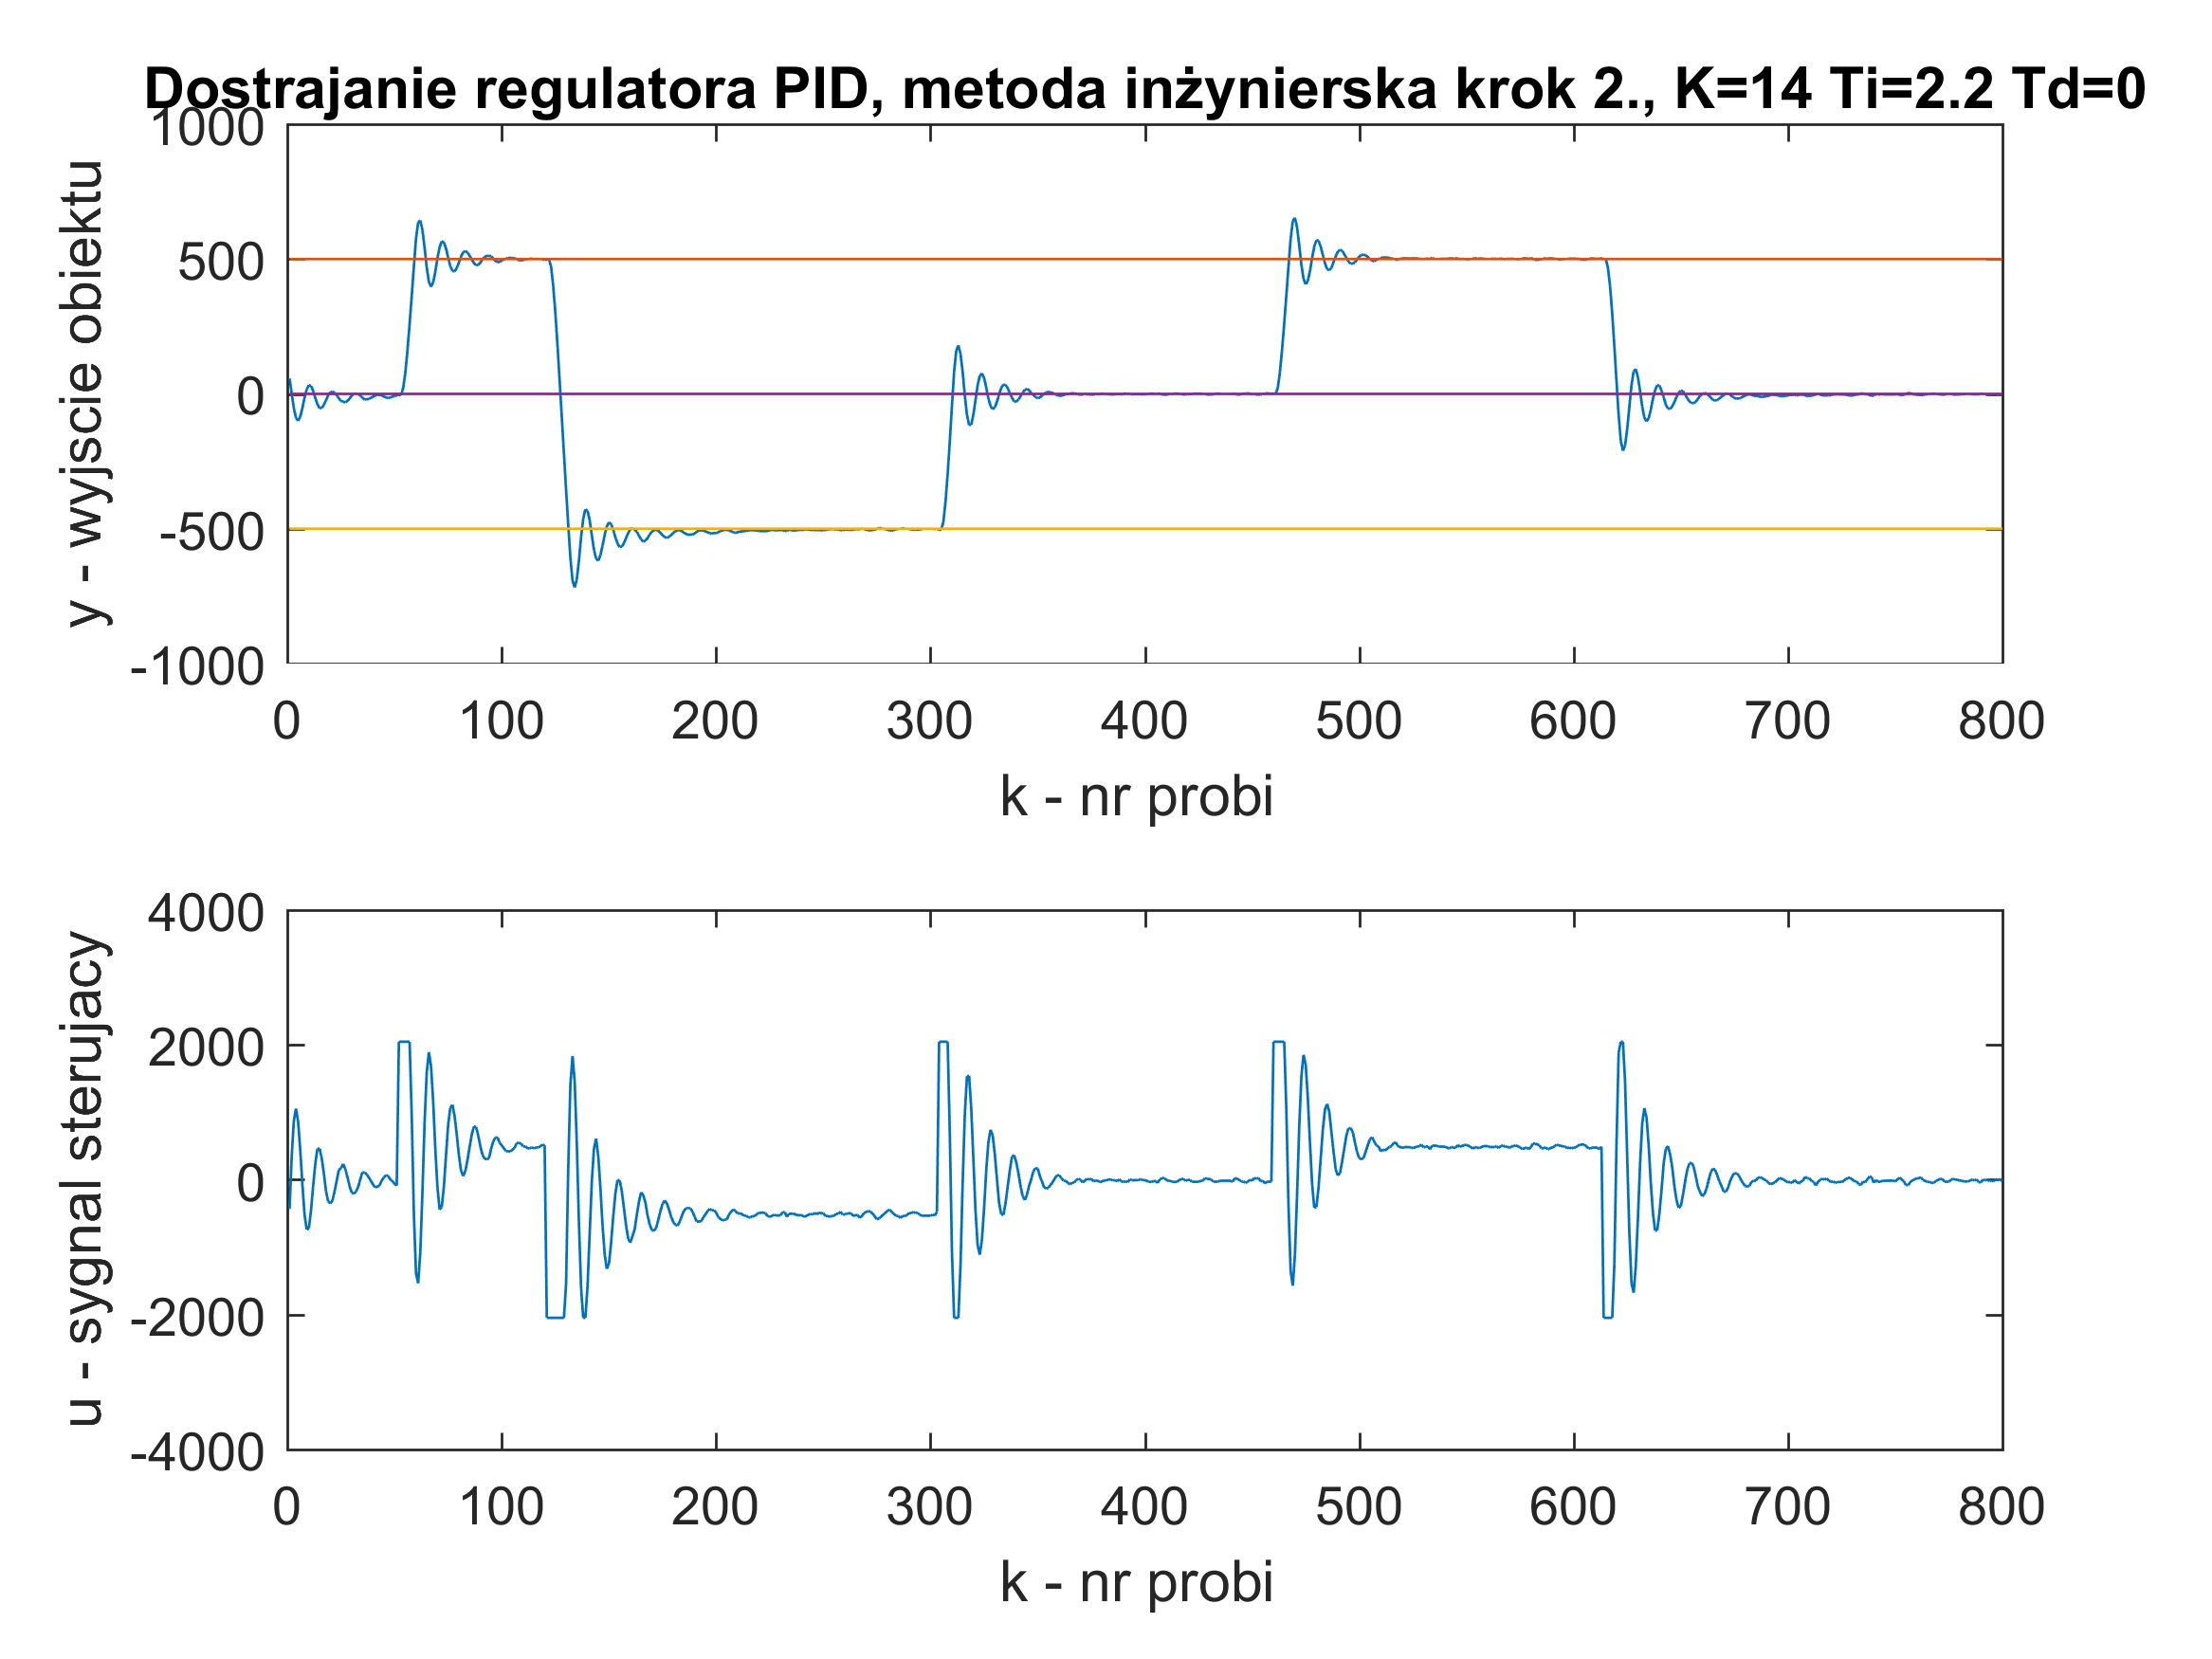 Dostrajanie regulatora PID, metoda inżynierska krok 2., K=14 Ti=2.2 Td=0
1000
500
0
-500
-1000
y - wyjscie obiektu
0 100 200 300 400 500 600 700 800
k - nr probi
4000
2000
0
-2000
-4000
u - sygnal sterujacy
0 100 200 300 400 500 600 700 800
k - nr probi